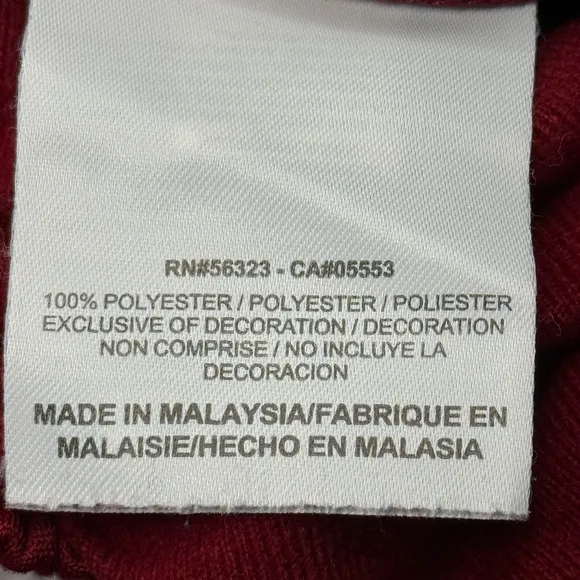 RN#56323 - CA#05553
100% POLYESTER / POLYESTER / POLIESTER
EXCLUSIVE OF DECORATION / DECORATION
NON COMPRISE / NO INCLUYE LA
DECORACION
MADE IN MALAYSIA/FABRIQUE EN
MALAISIE/HECHO EN MALASIA